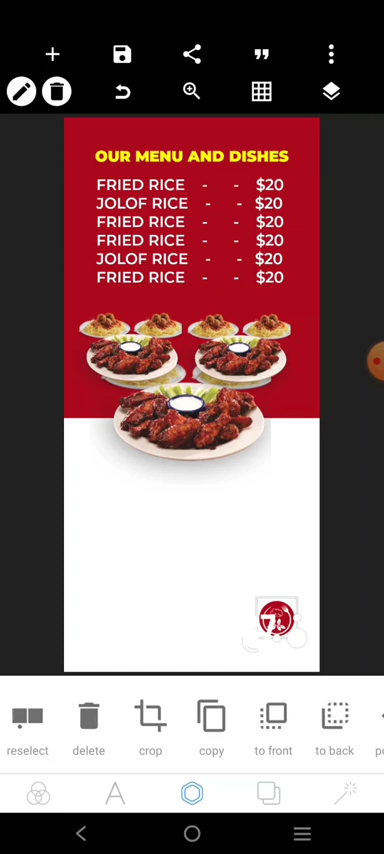 OUR MENU AND DISHES
FRIED RICE - - $20
JOLOF RICE - - $20
FRIED RICE - - $20
FRIED RICE - - $20
JOLOF RICE - - $20
FRIED RICE - - $20
reselect delete crop copy to front to back po